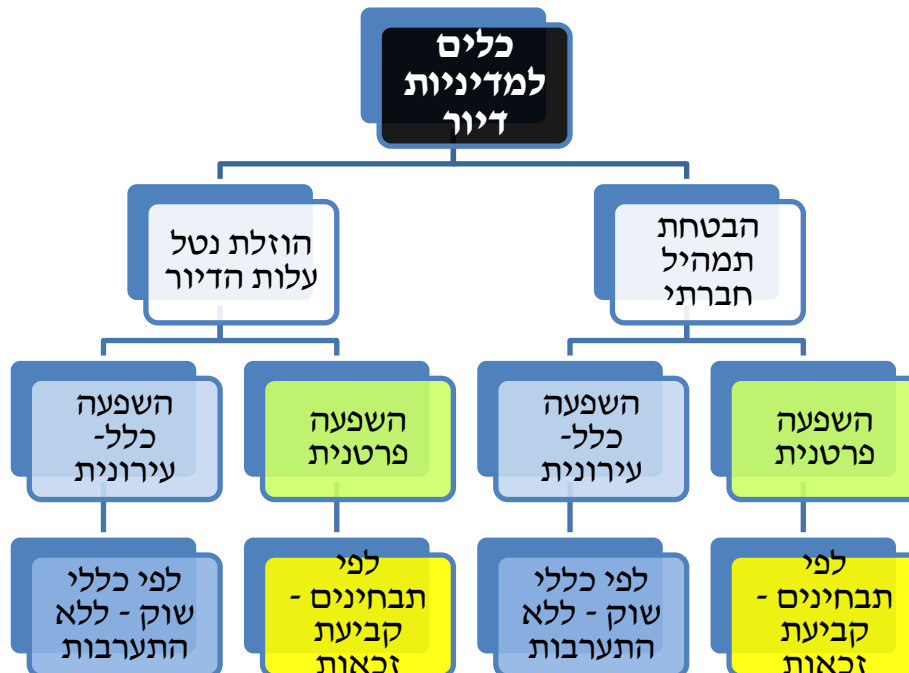 כלים
למדיניות
דיור
הבטחת
תמהיל
חברתי
הוזלת נטל
עלות הדיור
השפעה
פרטנית
השפעה
כלל-
עירונית
השפעה
פרטנית
השפעה
כלל-
עירונית
לפי
תבחינים -
קביעת
זכאות
לפי כללי
שוק - ללא
התערבות
לפי
תבחינים -
קביעת
זכאות
לפי כללי
שוק - ללא
התערבות